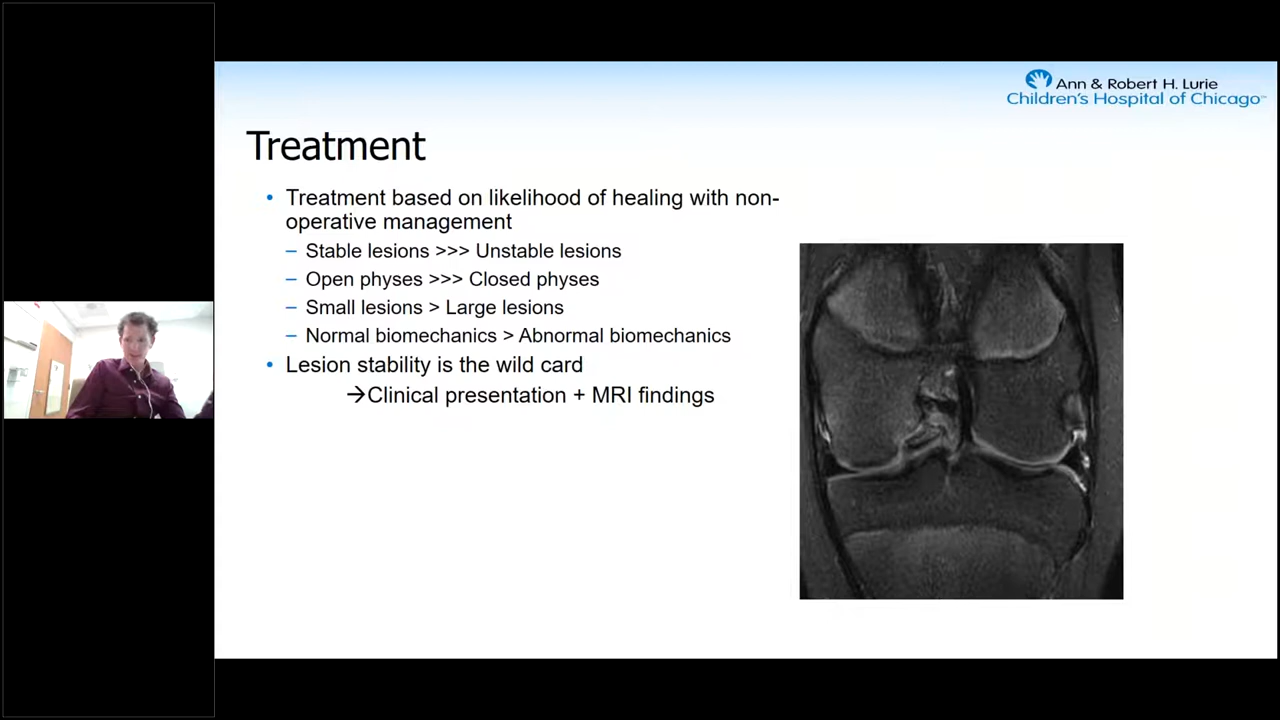 Ann & Robert H. Lurie
Children's Hospital of Chicago™
Treatment
• Treatment based on likelihood of healing with non-
operative management
– Stable lesions >>> Unstable lesions
– Open physes >>> Closed physes
– Small lesions > Large lesions
– Normal biomechanics > Abnormal biomechanics
• Lesion stability is the wild card
→Clinical presentation + MRI findings